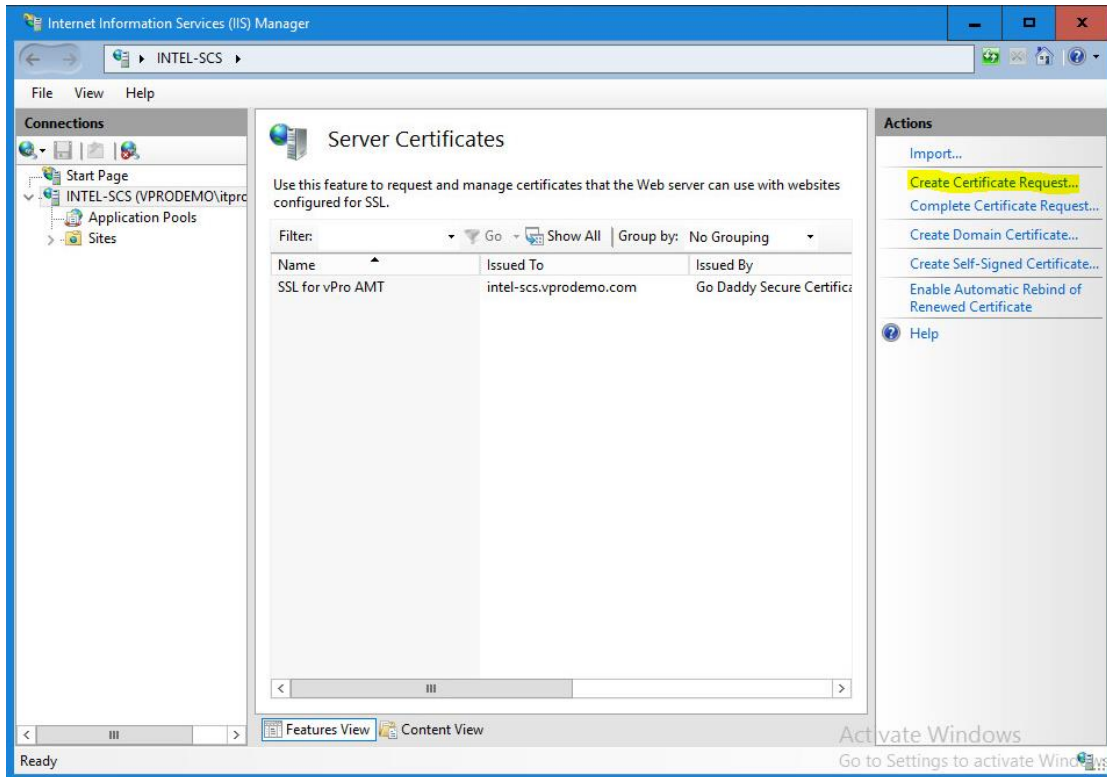 Internet Information Services (IIS) Manager
INTEL-SCS
File View Help
Connections
Start Page
INTEL-SCS (VPRODEMO\itprc
Application Pools
Sites
Server Certificates
Use this feature to request and manage certificates that the Web server can use with websites
configured for SSL.
Filter: Go Show All Group by: No Grouping
Name Issued To Issued By
SSL for vPro AMT intel-scs.vprodemo.com Go Daddy Secure Certifica
Features View Content View
Actions
Import...
Create Certificate Request...
Complete Certificate Request...
Create Domain Certificate...
Create Self-Signed Certificate...
Enable Automatic Rebind of
Renewed Certificate
Help
Activate Windows
Go to Settings to activate Windows
Ready